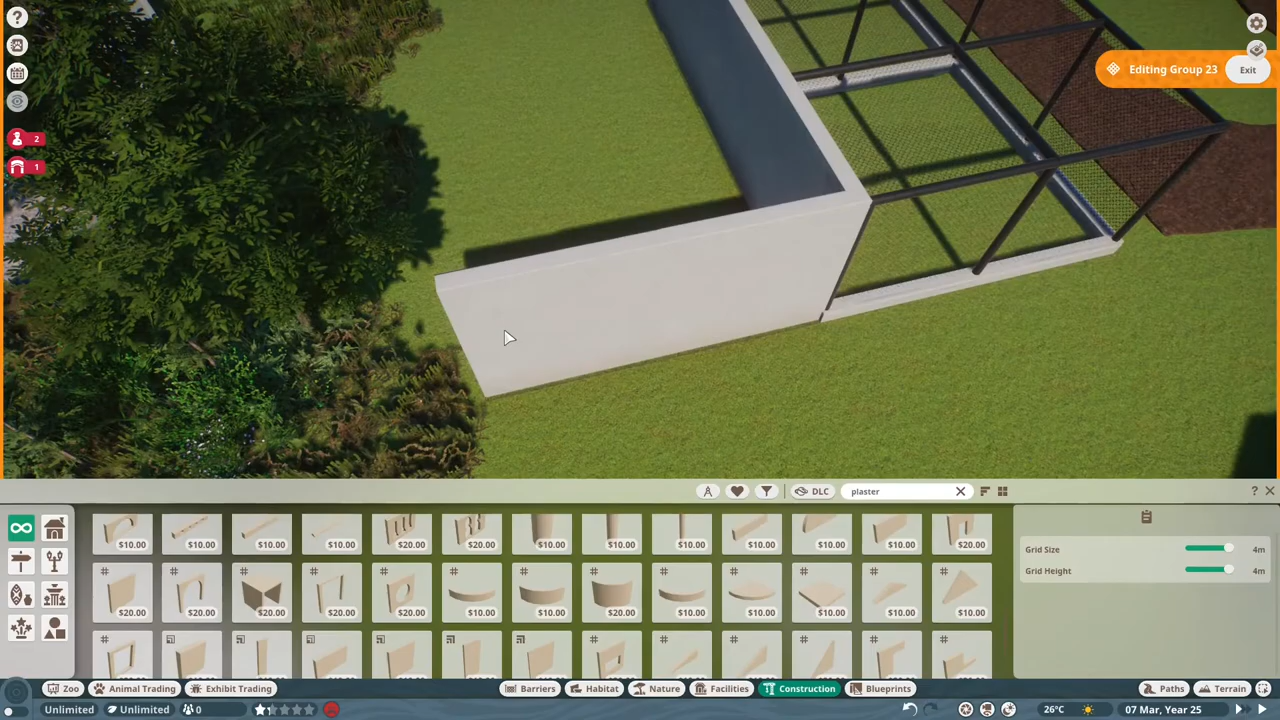 ?
Editing Group 23
Exit
2
1
DLC
plaster
?
$10.00 $10.00 $10.00 $10.00 $20.00 $20.00 $10.00 $10.00 $10.00 $10.00 $10.00 $10.00 $20.00
Grid Size 4m
Grid Height 4m
$20.00 $20.00 $20.00 $20.00 $20.00 $10.00 $10.00 $20.00 $10.00 $10.00 $10.00 $10.00 $10.00
Zoo Animal Trading Exhibit Trading Barriers Habitat Nature Facilities Construction Blueprints Paths Terrain
Unlimited Unlimited 0 26°C 07 Mar, Year 25